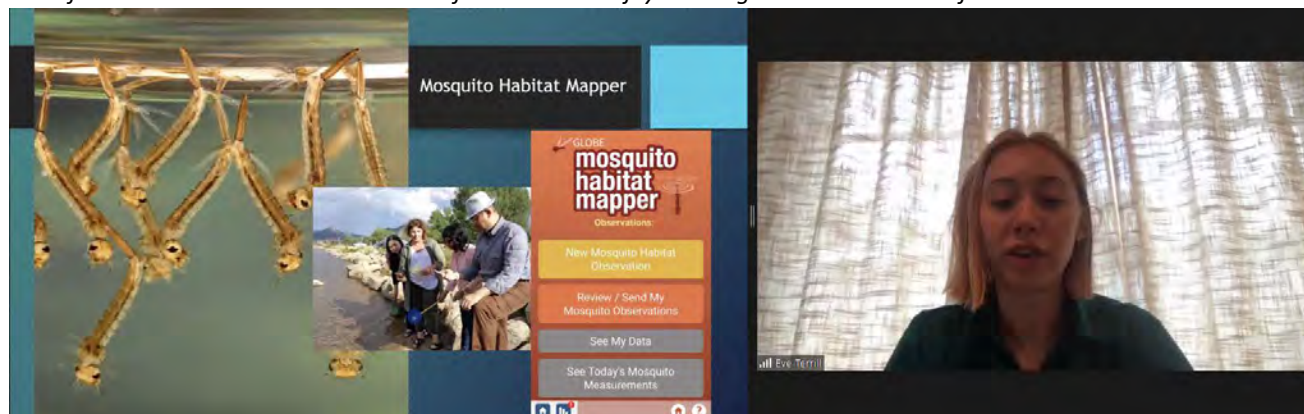 Mosquito Habitat Mapper
GLOBE
mosquito
habitat
mapper
Observations:
New Mosquito Habitat
Observation
Review / Send My
Mosquito Observations
See My Data
See Today's Mosquito
Measurements
?
Eve Terrill